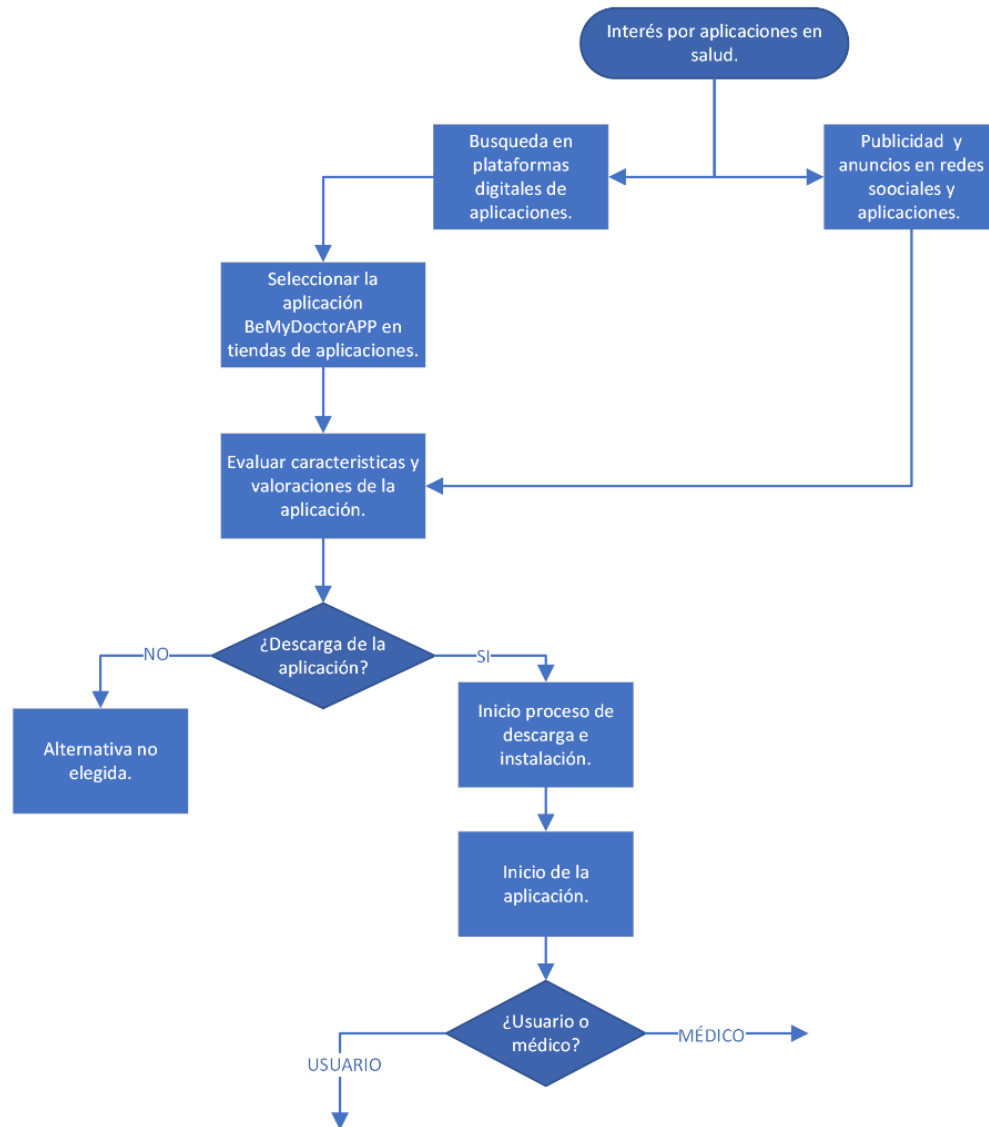 Interés por aplicaciones en
salud.
Busqueda en
plataformas
digitales de
aplicaciones.
Publicidad y
anuncios en redes
soociales y
aplicaciones.
Seleccionar la
aplicación
BeMyDoctorAPP en
tiendas de aplicaciones.
Evaluar caracteristicas y
valoraciones de la
aplicación.
¿Descarga de la
aplicación?
NO
SI
Alternativa no
elegida.
Inicio proceso de
descarga e
instalación.
Inicio de la
aplicación.
¿Usuario o
médico?
MÉDICO
USUARIO